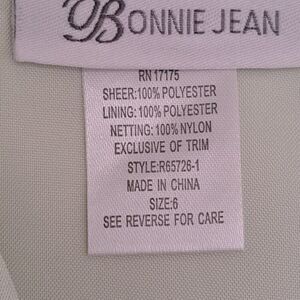 BONNIE JEAN
RN 17175
SHEER:100% POLYESTER
LINING:100% POLYESTER
NETTING:100% NYLON
EXCLUSIVE OF TRIM
STYLE:R65726-1
MADE IN CHINA
SIZE:6
SEE REVERSE FOR CARE